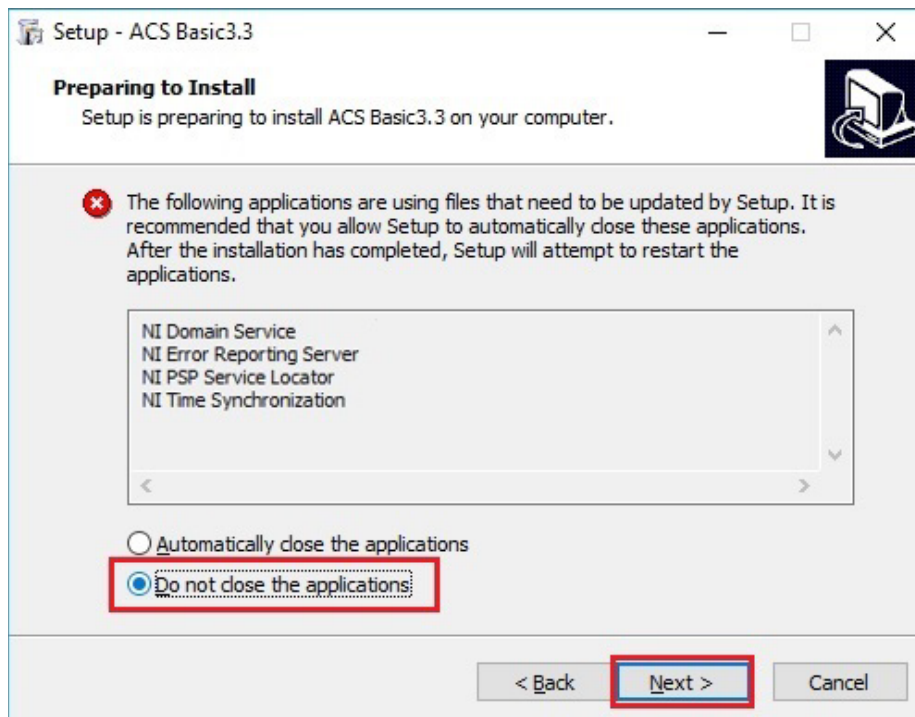 Setup - ACS Basic3.3
Preparing to Install
Setup is preparing to install ACS Basic3.3 on your computer.
The following applications are using files that need to be updated by Setup. It is
recommended that you allow Setup to automatically close these applications.
After the installation has completed, Setup will attempt to restart the
applications.
NI Domain Service
NI Error Reporting Server
NI PSP Service Locator
NI Time Synchronization
Automatically close the applications
Do not close the applications
< Back Next > Cancel